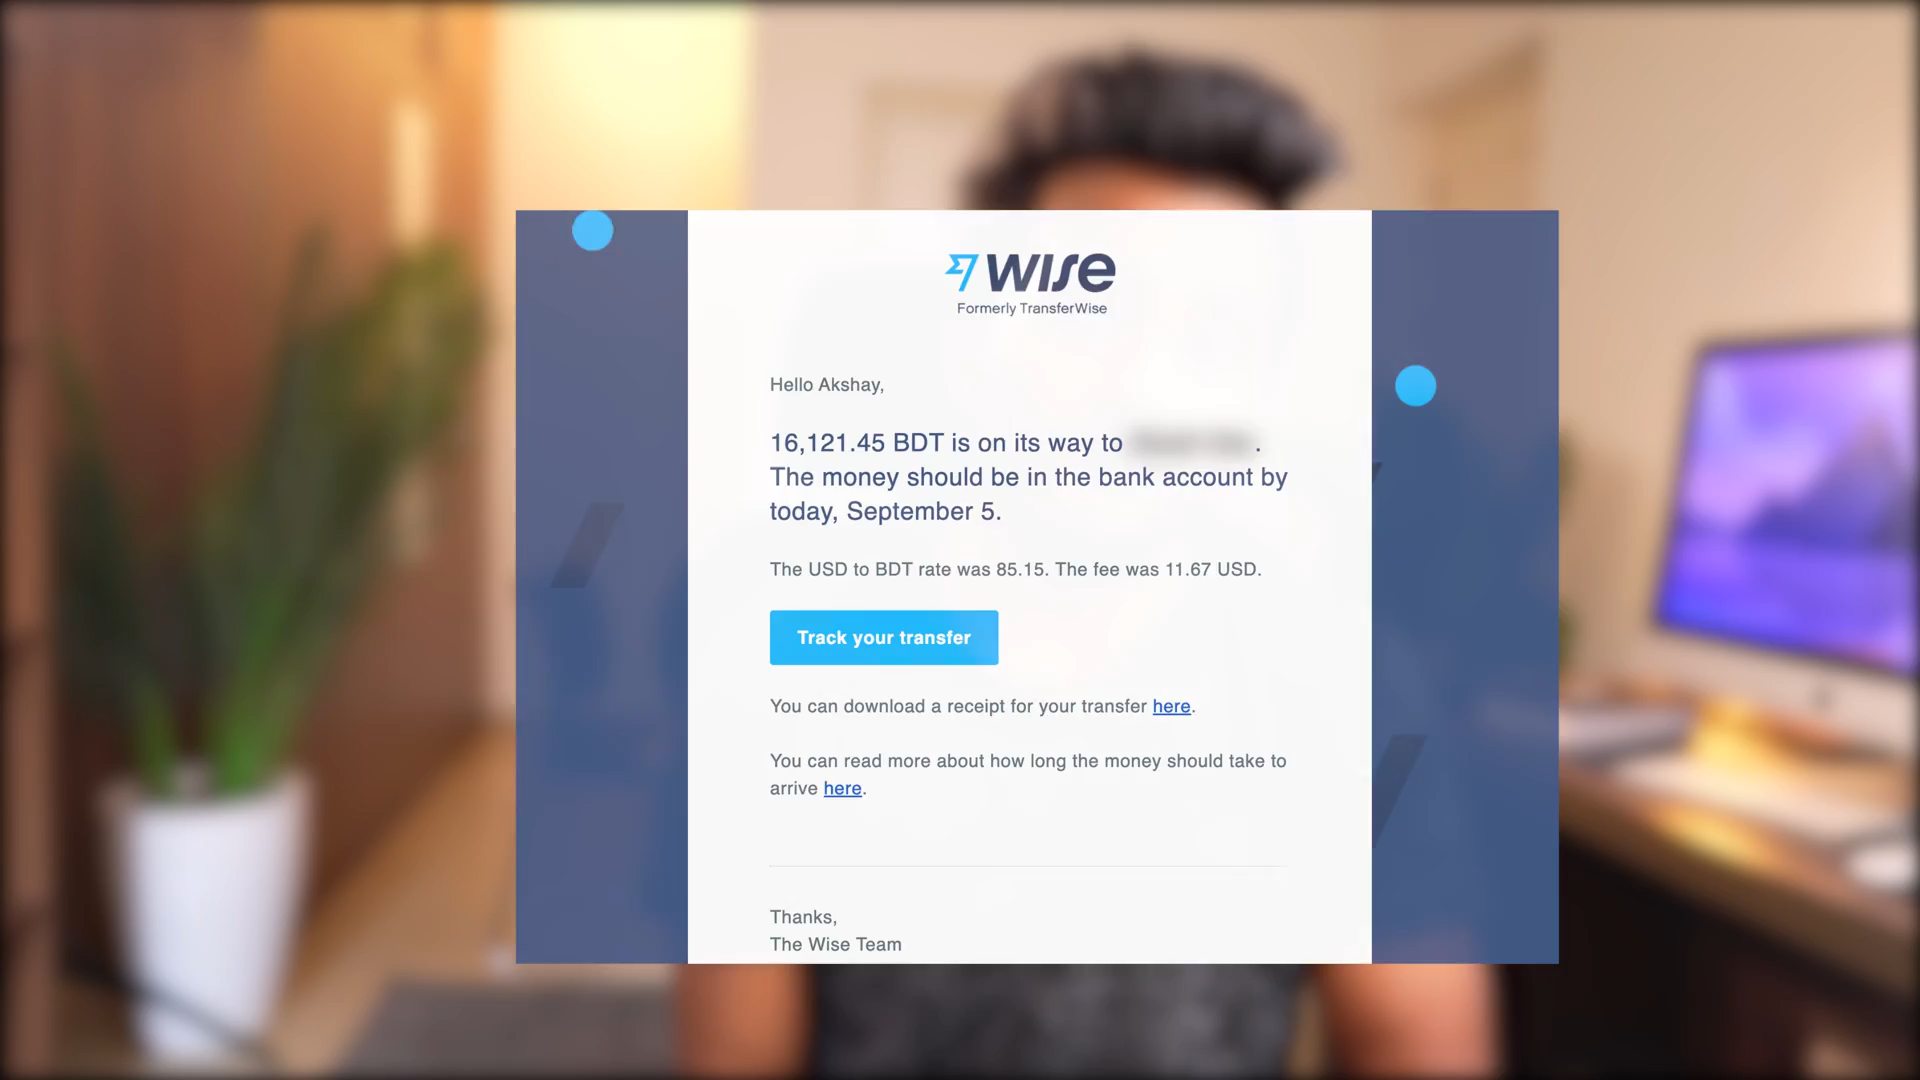 wise
Formerly TransferWise
Hello Akshay,
16,121.45 BDT is on its way to .
The money should be in the bank account by
today, September 5.
The USD to BDT rate was 85.15. The fee was 11.67 USD.
Track your transfer
You can download a receipt for your transfer here.
You can read more about how long the money should take to
arrive here.
Thanks,
The Wise Team